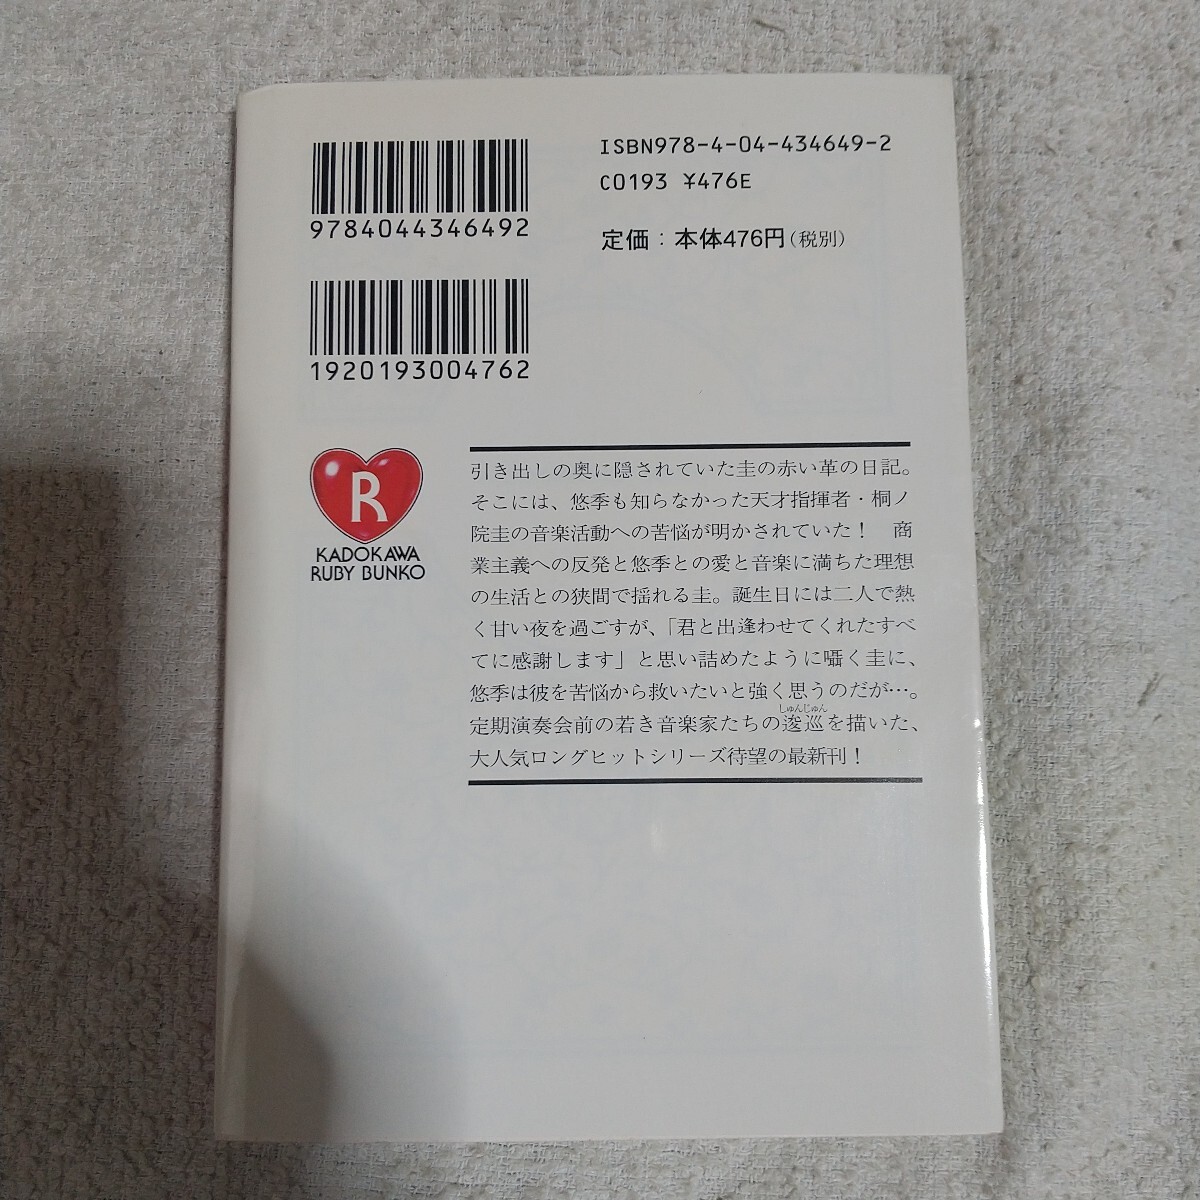 ISBN978-4-04-434649-2
C0193 ¥476E
定価：本体476円（税別）
9784044346492
1920193004762
R
KADOKAWA
RUBY BUNKO
引き出しの奥に隠されていた圭の赤い革の日記。
そこには、悠季も知らなかった天才指揮者・桐ノ
院圭の音楽活動への苦悩が明かされていた！　商
業主義への反発と悠季との愛と音楽に満ちた理想
の生活との狭間で揺れる圭。誕生日には二人で熱
く甘い夜を過ごすが、「君と出逢わせてくれたすべ
てに感謝します」と思い詰めたように囁く圭に、
悠季は彼を苦悩から救いたいと強く思うのだが…。
しゅんじゅん
定期演奏会前の若き音楽家たちの逡巡を描いた、
大人気ロングヒットシリーズ待望の最新刊！